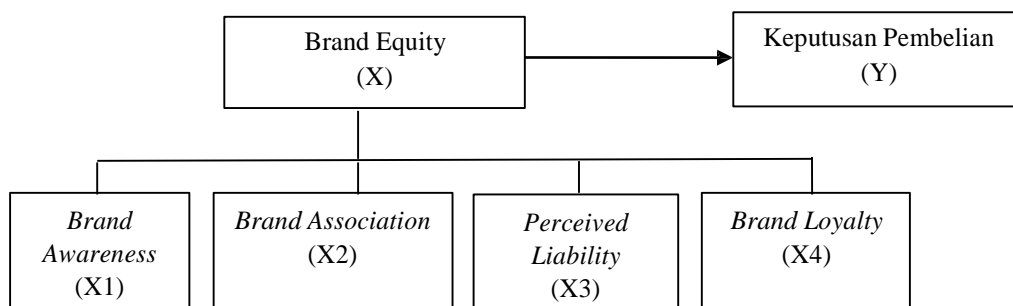 Brand Equity
(X)
Keputusan Pembelian
(Y)
Brand
Awareness
(X1)
Brand Association
(X2)
Perceived
Liability
(X3)
Brand Loyalty
(X4)